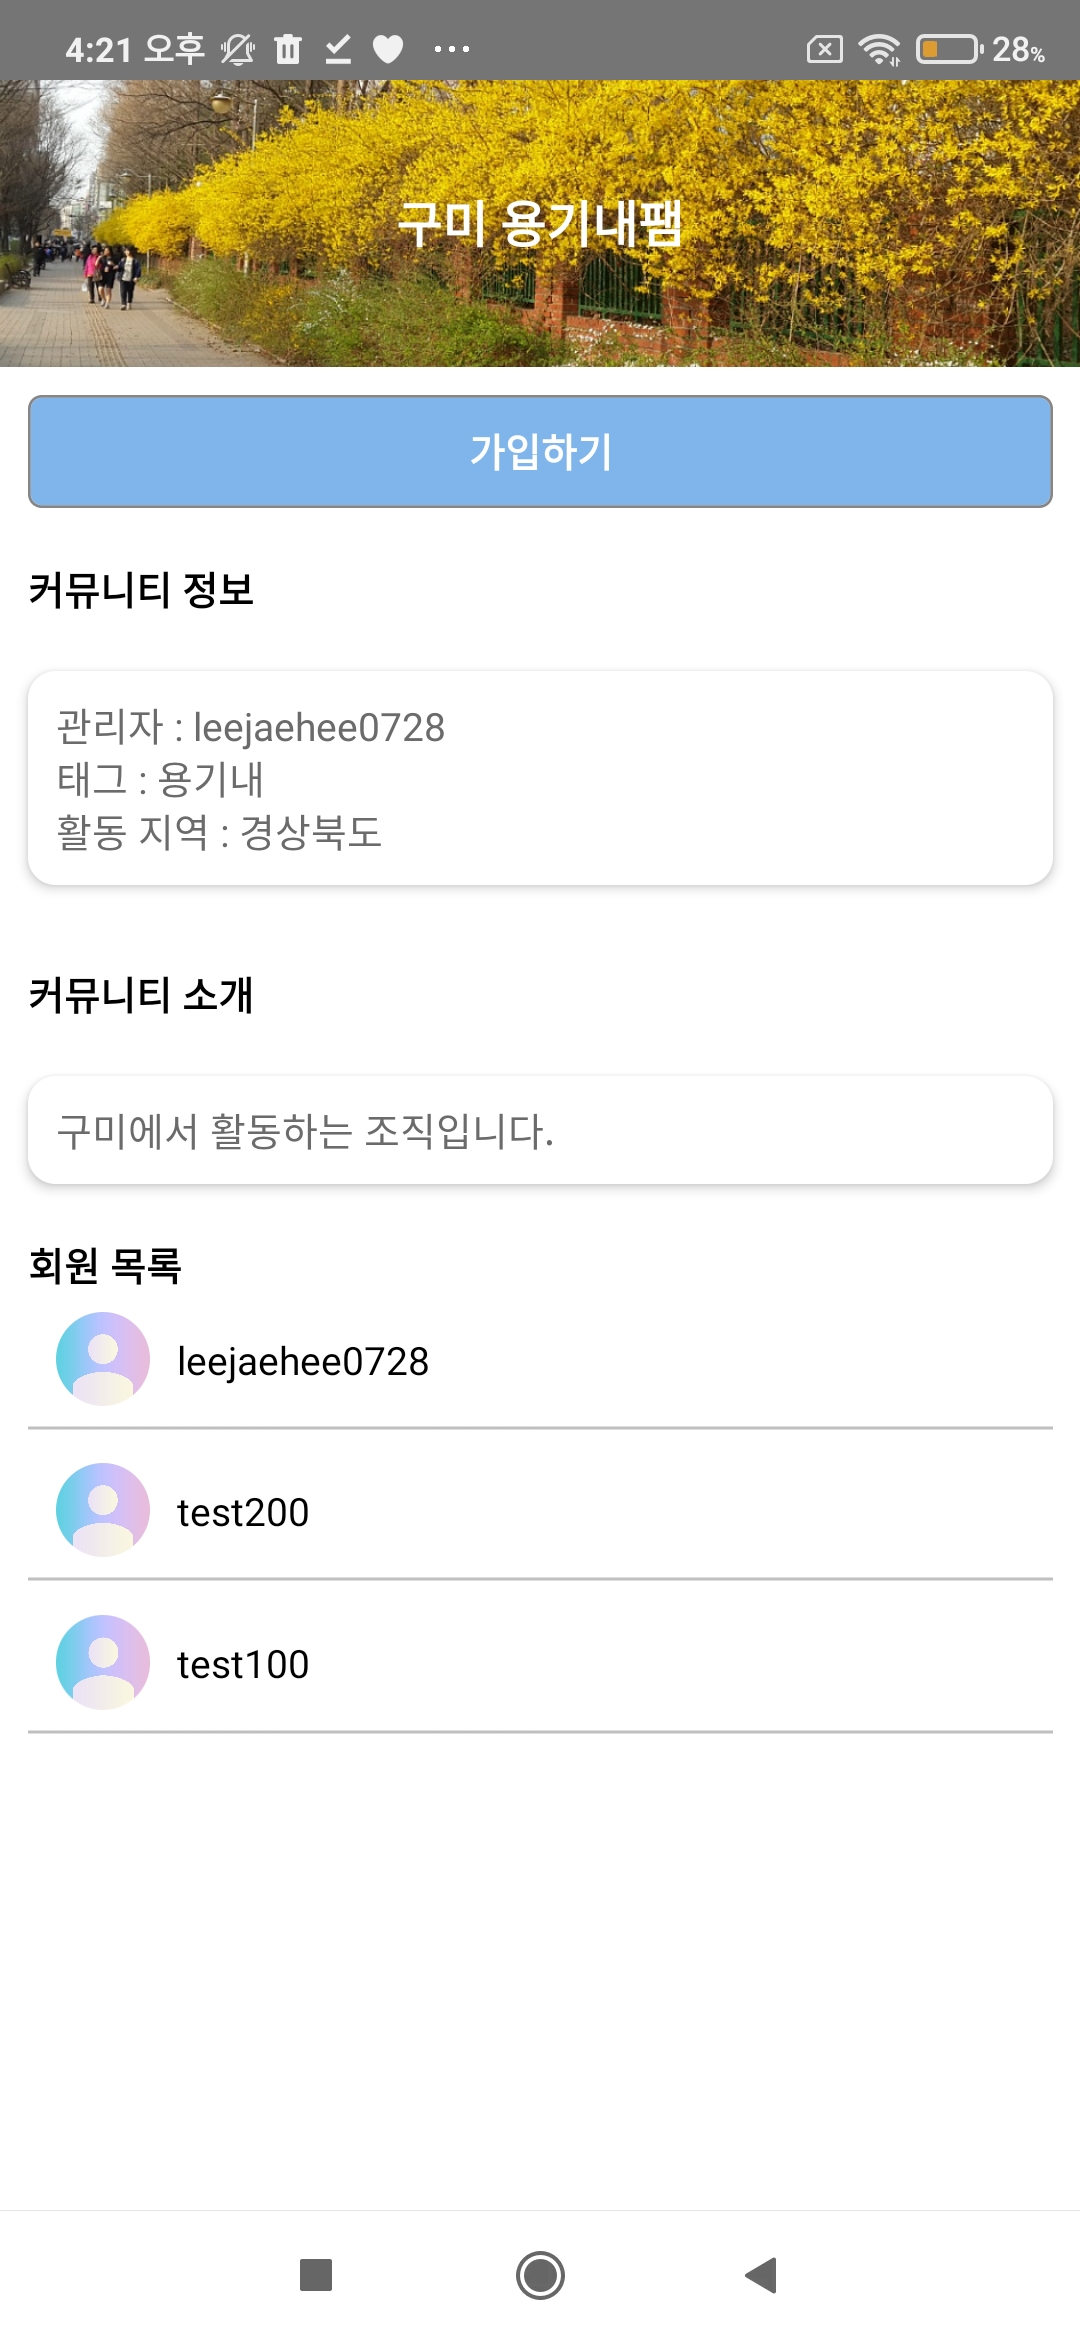 4:21 오후
28%
구미 용기내팸
가입하기
커뮤니티 정보
관리자 : leejaehee0728
태그 : 용기내
활동 지역 : 경상북도
커뮤니티 소개
구미에서 활동하는 조직입니다.
회원 목록
leejaehee0728
test200
test100